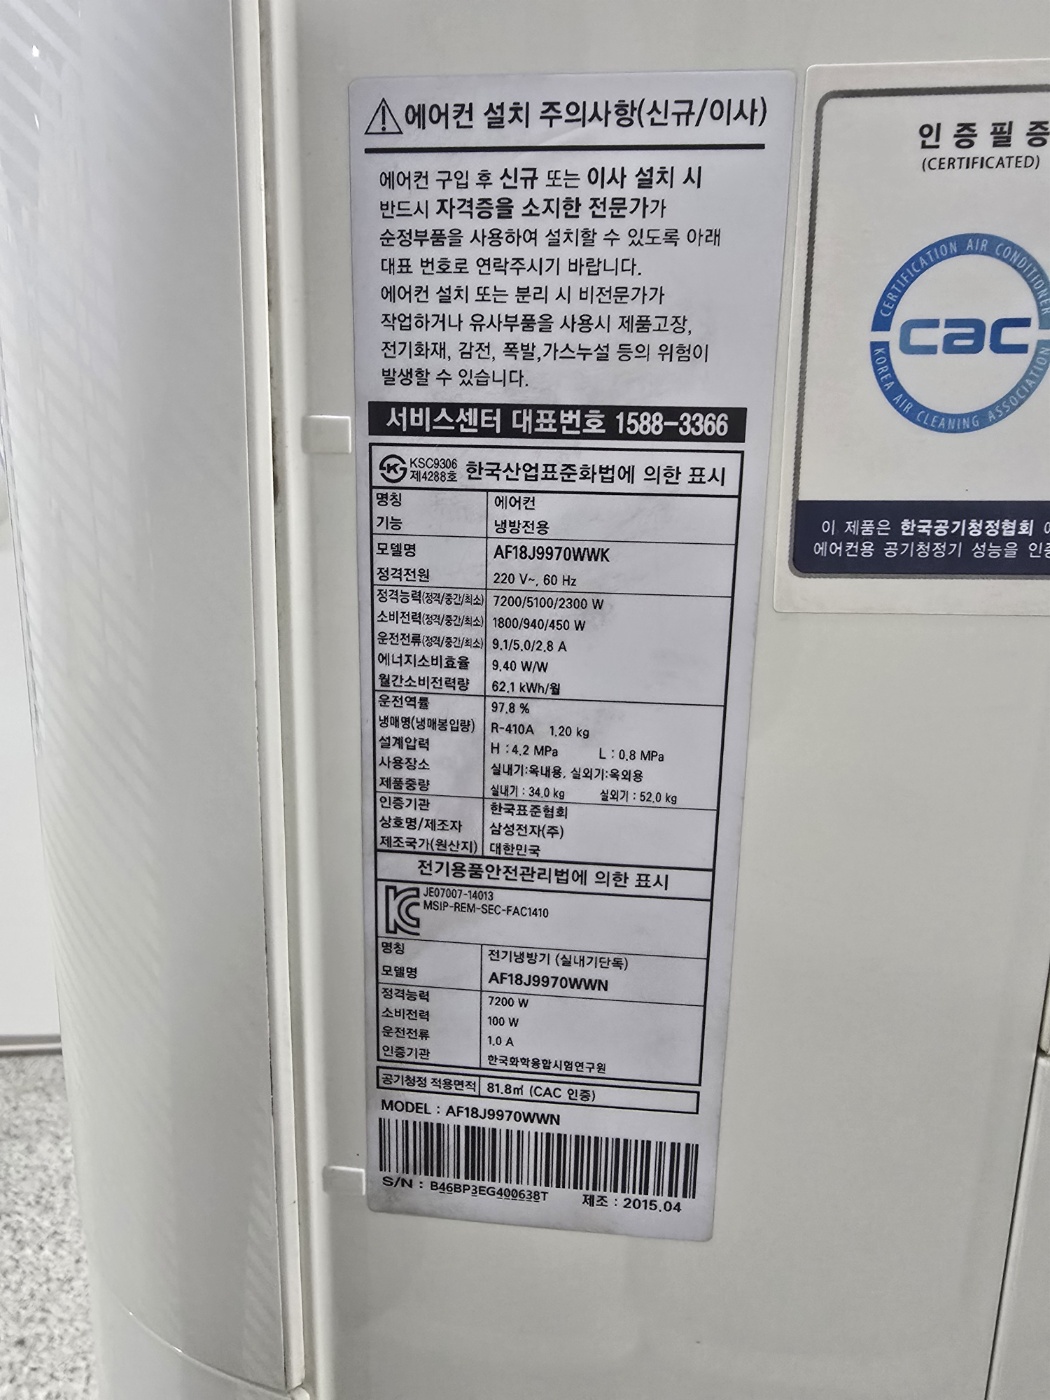 ⚠에어컨 설치 주의사항(신규/이사)
에어컨 구입 후 신규 또는 이사 설치 시
반드시 자격증을 소지한 전문가가
순정부품을 사용하여 설치할 수 있도록 아래
대표 번호로 연락주시기 바랍니다.
에어컨 설치 또는 분리 시 비전문가가
작업하거나 유사부품을 사용시 제품고장,
전기화재, 감전, 폭발,가스누설 등의 위험이
발생할 수 있습니다.
서비스센터 대표번호 1588-3366
KSC9306
제4288호 한국산업표준화법에 의한 표시
명칭 에어컨
기능 냉방전용
모델명 AF18J9970WWK
정격전원 220 V~, 60 Hz
정격능력(정격/중간/최소) 7200/5100/2300 W
소비전력(정격/중간/최소) 1800/940/450 W
운전전류(정격/중간/최소) 9.1/5.0/2.8 A
에너지소비효율 9.40 W/W
월간소비전력량 62.1 kWh/월
운전역률 97.8 %
냉매명(냉매봉입량) R-410A 1.20 kg
설계압력 H : 4.2 MPa L : 0.8 MPa
사용장소 실내기:옥내용, 실외기:옥외용
제품중량 실내기 : 34.0 kg 실외기 : 52.0 kg
인증기관 한국표준협회
상호명/제조자 삼성전자(주)
제조국가(원산지) 대한민국
전기용품안전관리법에 의한 표시
JE07007-14013
MSIP-REM-SEC-FAC1410
명칭 전기냉방기 (실내기단독)
모델명 AF18J9970WWN
정격능력 7200 W
소비전력 100 W
운전전류 1.0 A
인증기관 한국화학융합시험연구원
공기청정 적용면적 81.8㎡ (CAC 인증)
MODEL : AF18J9970WWN
S/N : B46BP3EG400638T 제조 : 2015.04
인증필증
(CERTIFICATED)
CERTIFICATION AIR CONDITIONER
cac
KOREA AIR CLEANING ASSOCIATION
이 제품은 한국공기청정협회
에어컨용 공기청정기 성능을 인증